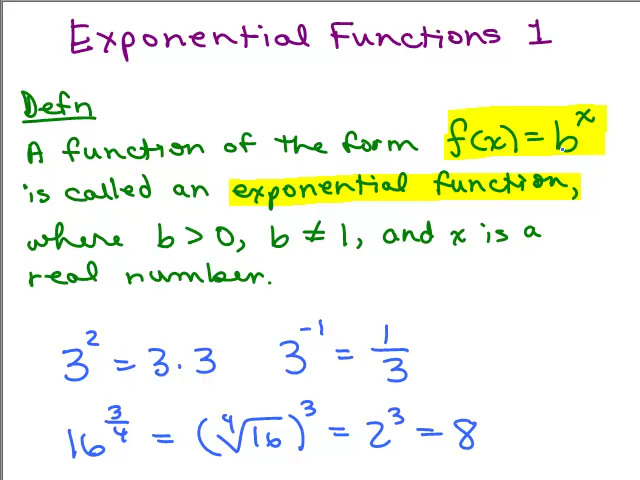 Exponential Functions 1
Defn
A function of the form f(x) = b^x
is called an exponential function,
where b > 0, b ≠ 1, and x is a
real number.
3^2 = 3 · 3 3^-1 = 1/3
16^(3/4) = (⁴√16)^3 = 2^3 = 8